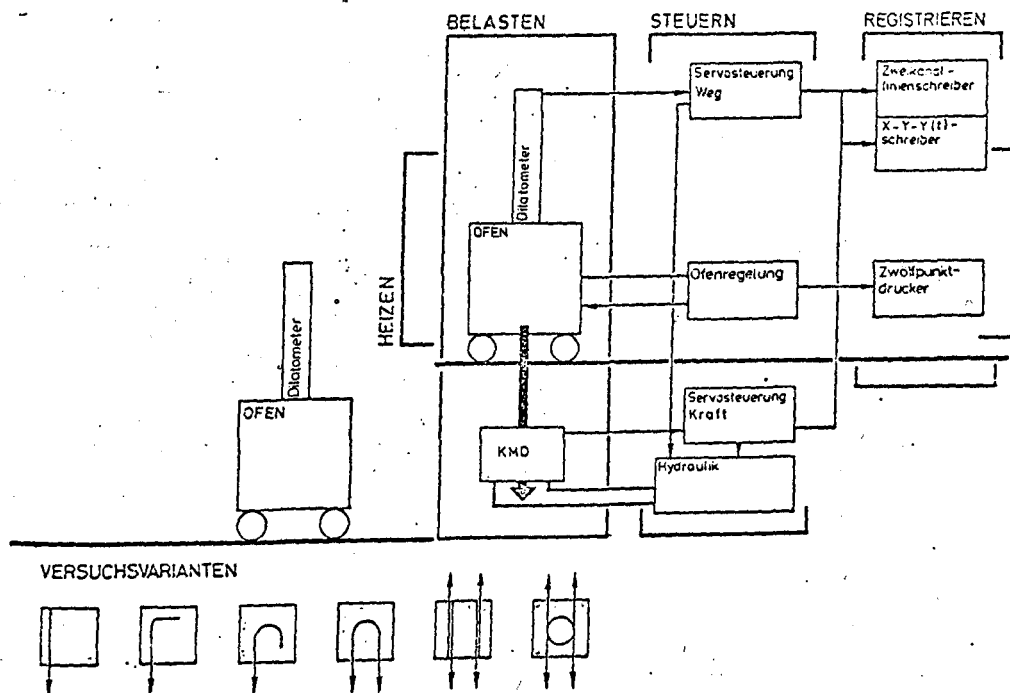 BELASTEN
STEUERN
REGISTRIEREN
Servosteuerung
Weg
Zweikanal-
linienschreiber
X-Y-Y(t)-
schreiber
Dilatometer
OFEN
HEIZEN
Ofenregelung
Zwölfpunkt-
drucker
Dilatometer
OFEN
Servosteuerung
Kraft
KMD
Hydraulik
VERSUCHSVARIANTEN